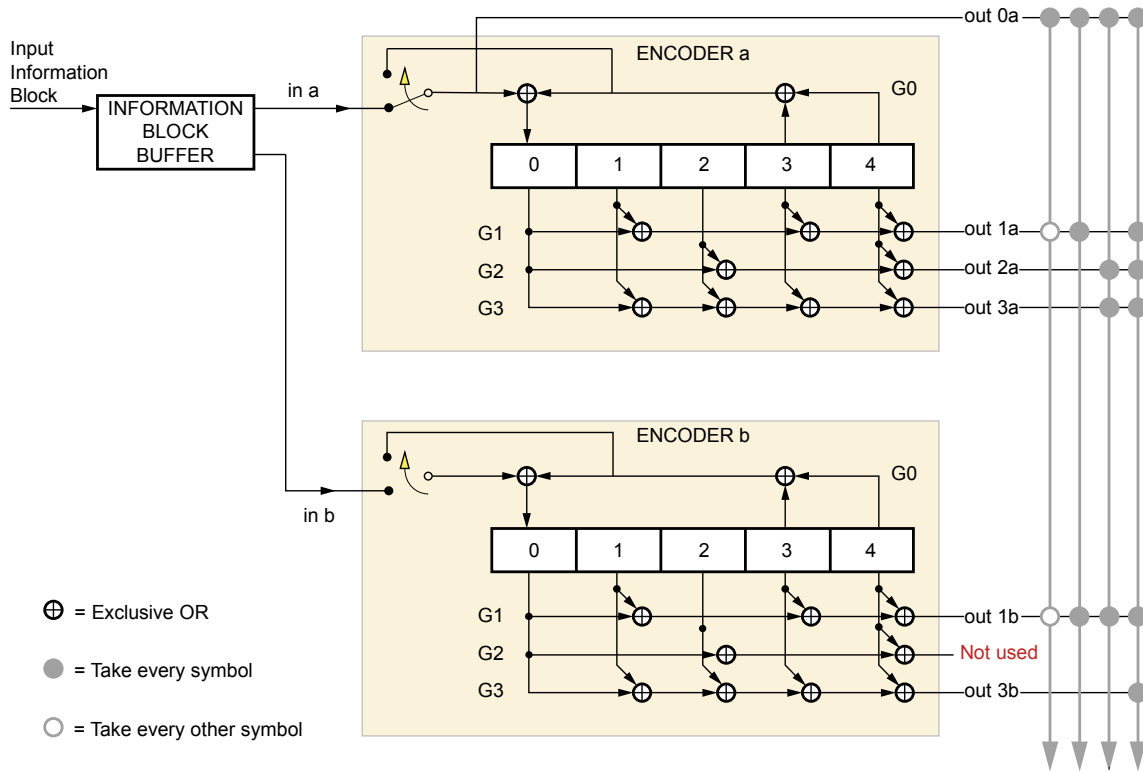 Input
Information
Block
INFORMATION
BLOCK
BUFFER
in a
in b
ENCODER a
G0
0 1 2 3 4
G1
G2
G3
out 0a
out 1a
out 2a
out 3a
ENCODER b
G0
0 1 2 3 4
G1
G2
G3
out 1b
Not used
out 3b
= Exclusive OR
= Take every symbol
= Take every other symbol